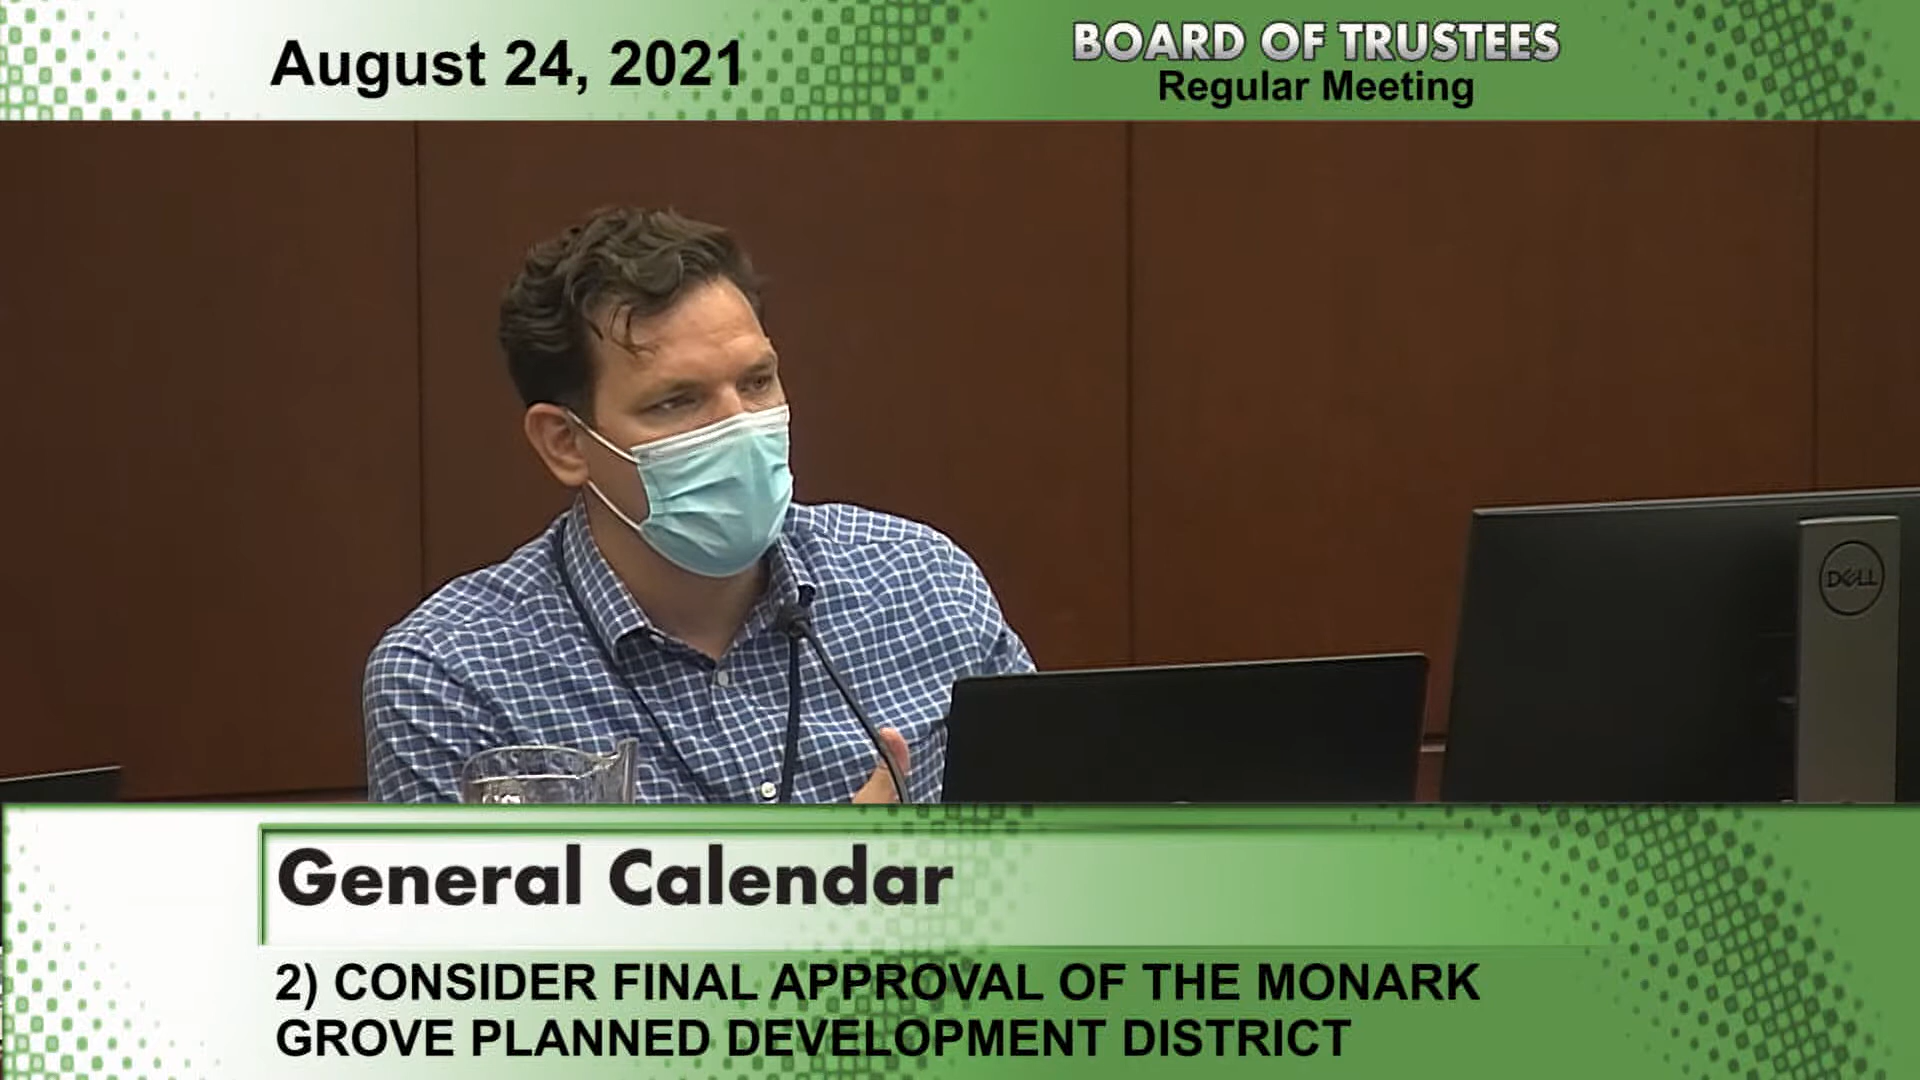 August 24, 2021
BOARD OF TRUSTEES
Regular Meeting
DELL
General Calendar
2) CONSIDER FINAL APPROVAL OF THE MONARK
GROVE PLANNED DEVELOPMENT DISTRICT